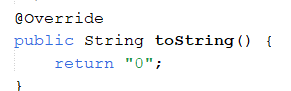 @Override
public String toString() {
    return "0";
}